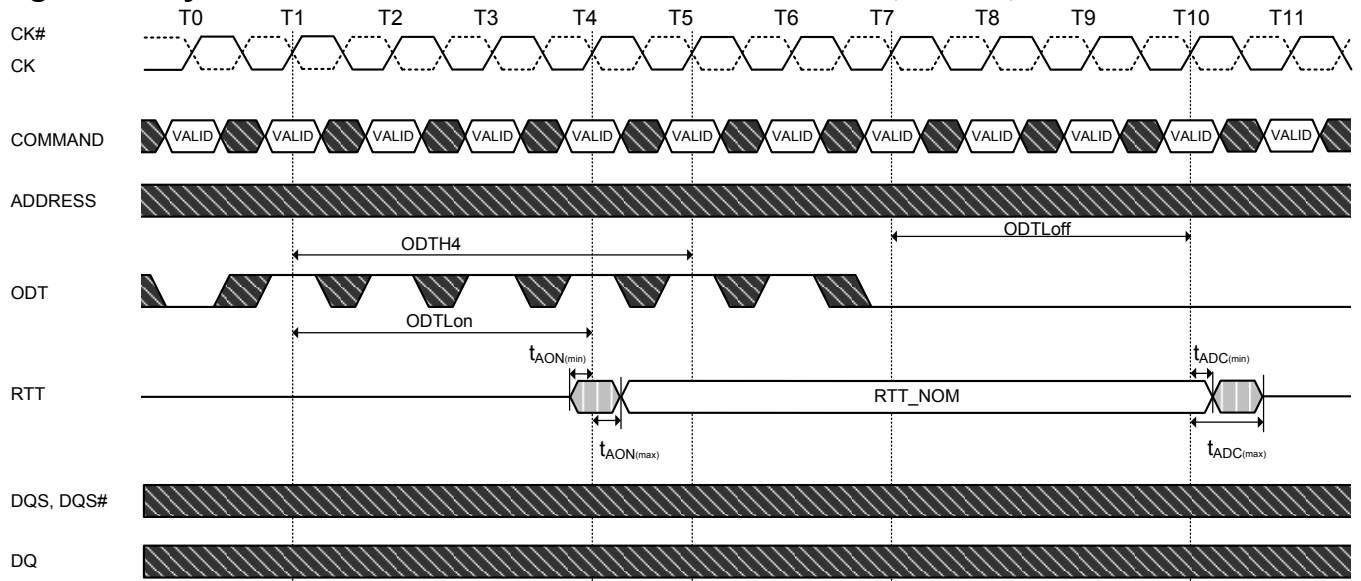 T0 T1 T2 T3 T4 T5 T6 T7 T8 T9 T10 T11
CK#
CK
COMMAND
VALID VALID VALID VALID VALID VALID VALID VALID VALID VALID VALID VALID
ADDRESS
ODTLoff
ODTH4
ODT
ODTLon
tAON(min)
tADC(min)
RTT
RTT_NOM
tAON(max)
tADC(max)
DQS, DQS#
DQ